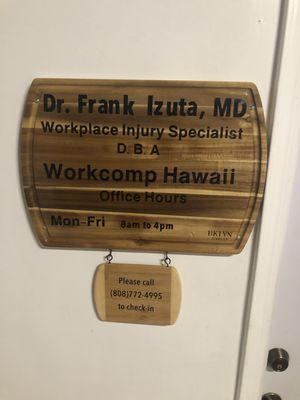 Dr. Frank Izuta, MD
Workplace Injury Specialist
D.B.A
Workcomp Hawaii
Office Hours
Mon-Fri 8am to 4pm
BKLYN
Please call
(808)772-4995
to check-in